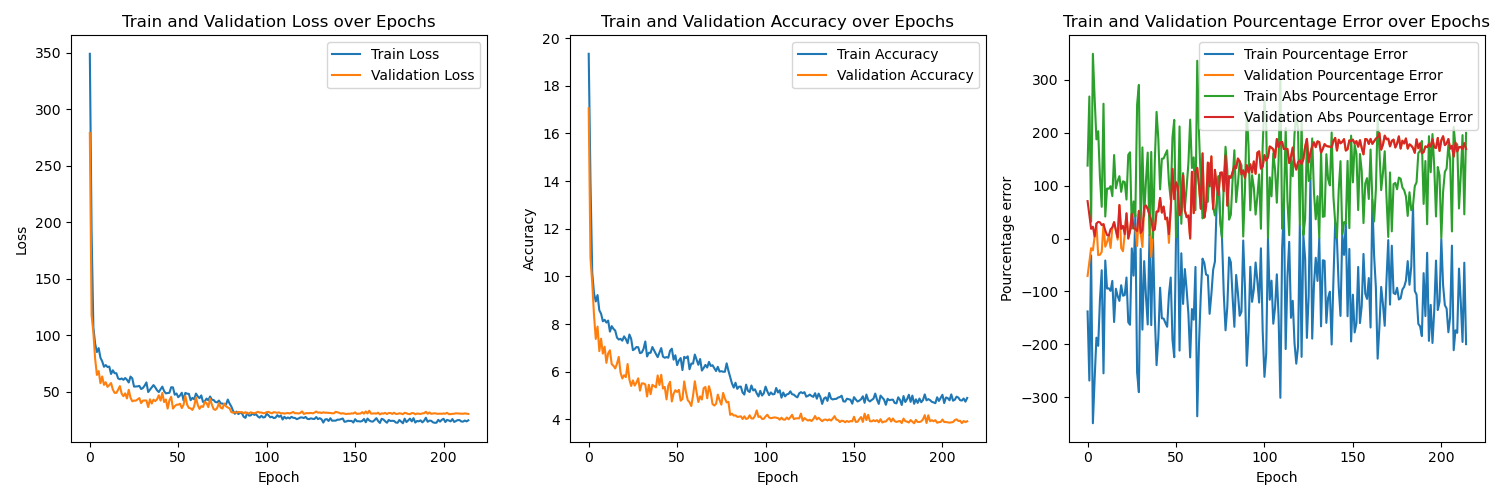 Train and Validation Loss over Epochs
350
300
250
200
150
100
50
0
50
100
150
200
Loss
Epoch
Train Loss
Validation Loss
Train and Validation Accuracy over Epochs
20
18
16
14
12
10
8
6
4
0
50
100
150
200
Accuracy
Epoch
Train Accuracy
Validation Accuracy
Train and Validation Pourcentage Error over Epochs
300
200
100
0
−100
−200
−300
0
50
100
150
200
Pourcentage error
Epoch
Train Pourcentage Error
Validation Pourcentage Error
Train Abs Pourcentage Error
Validation Abs Pourcentage Error